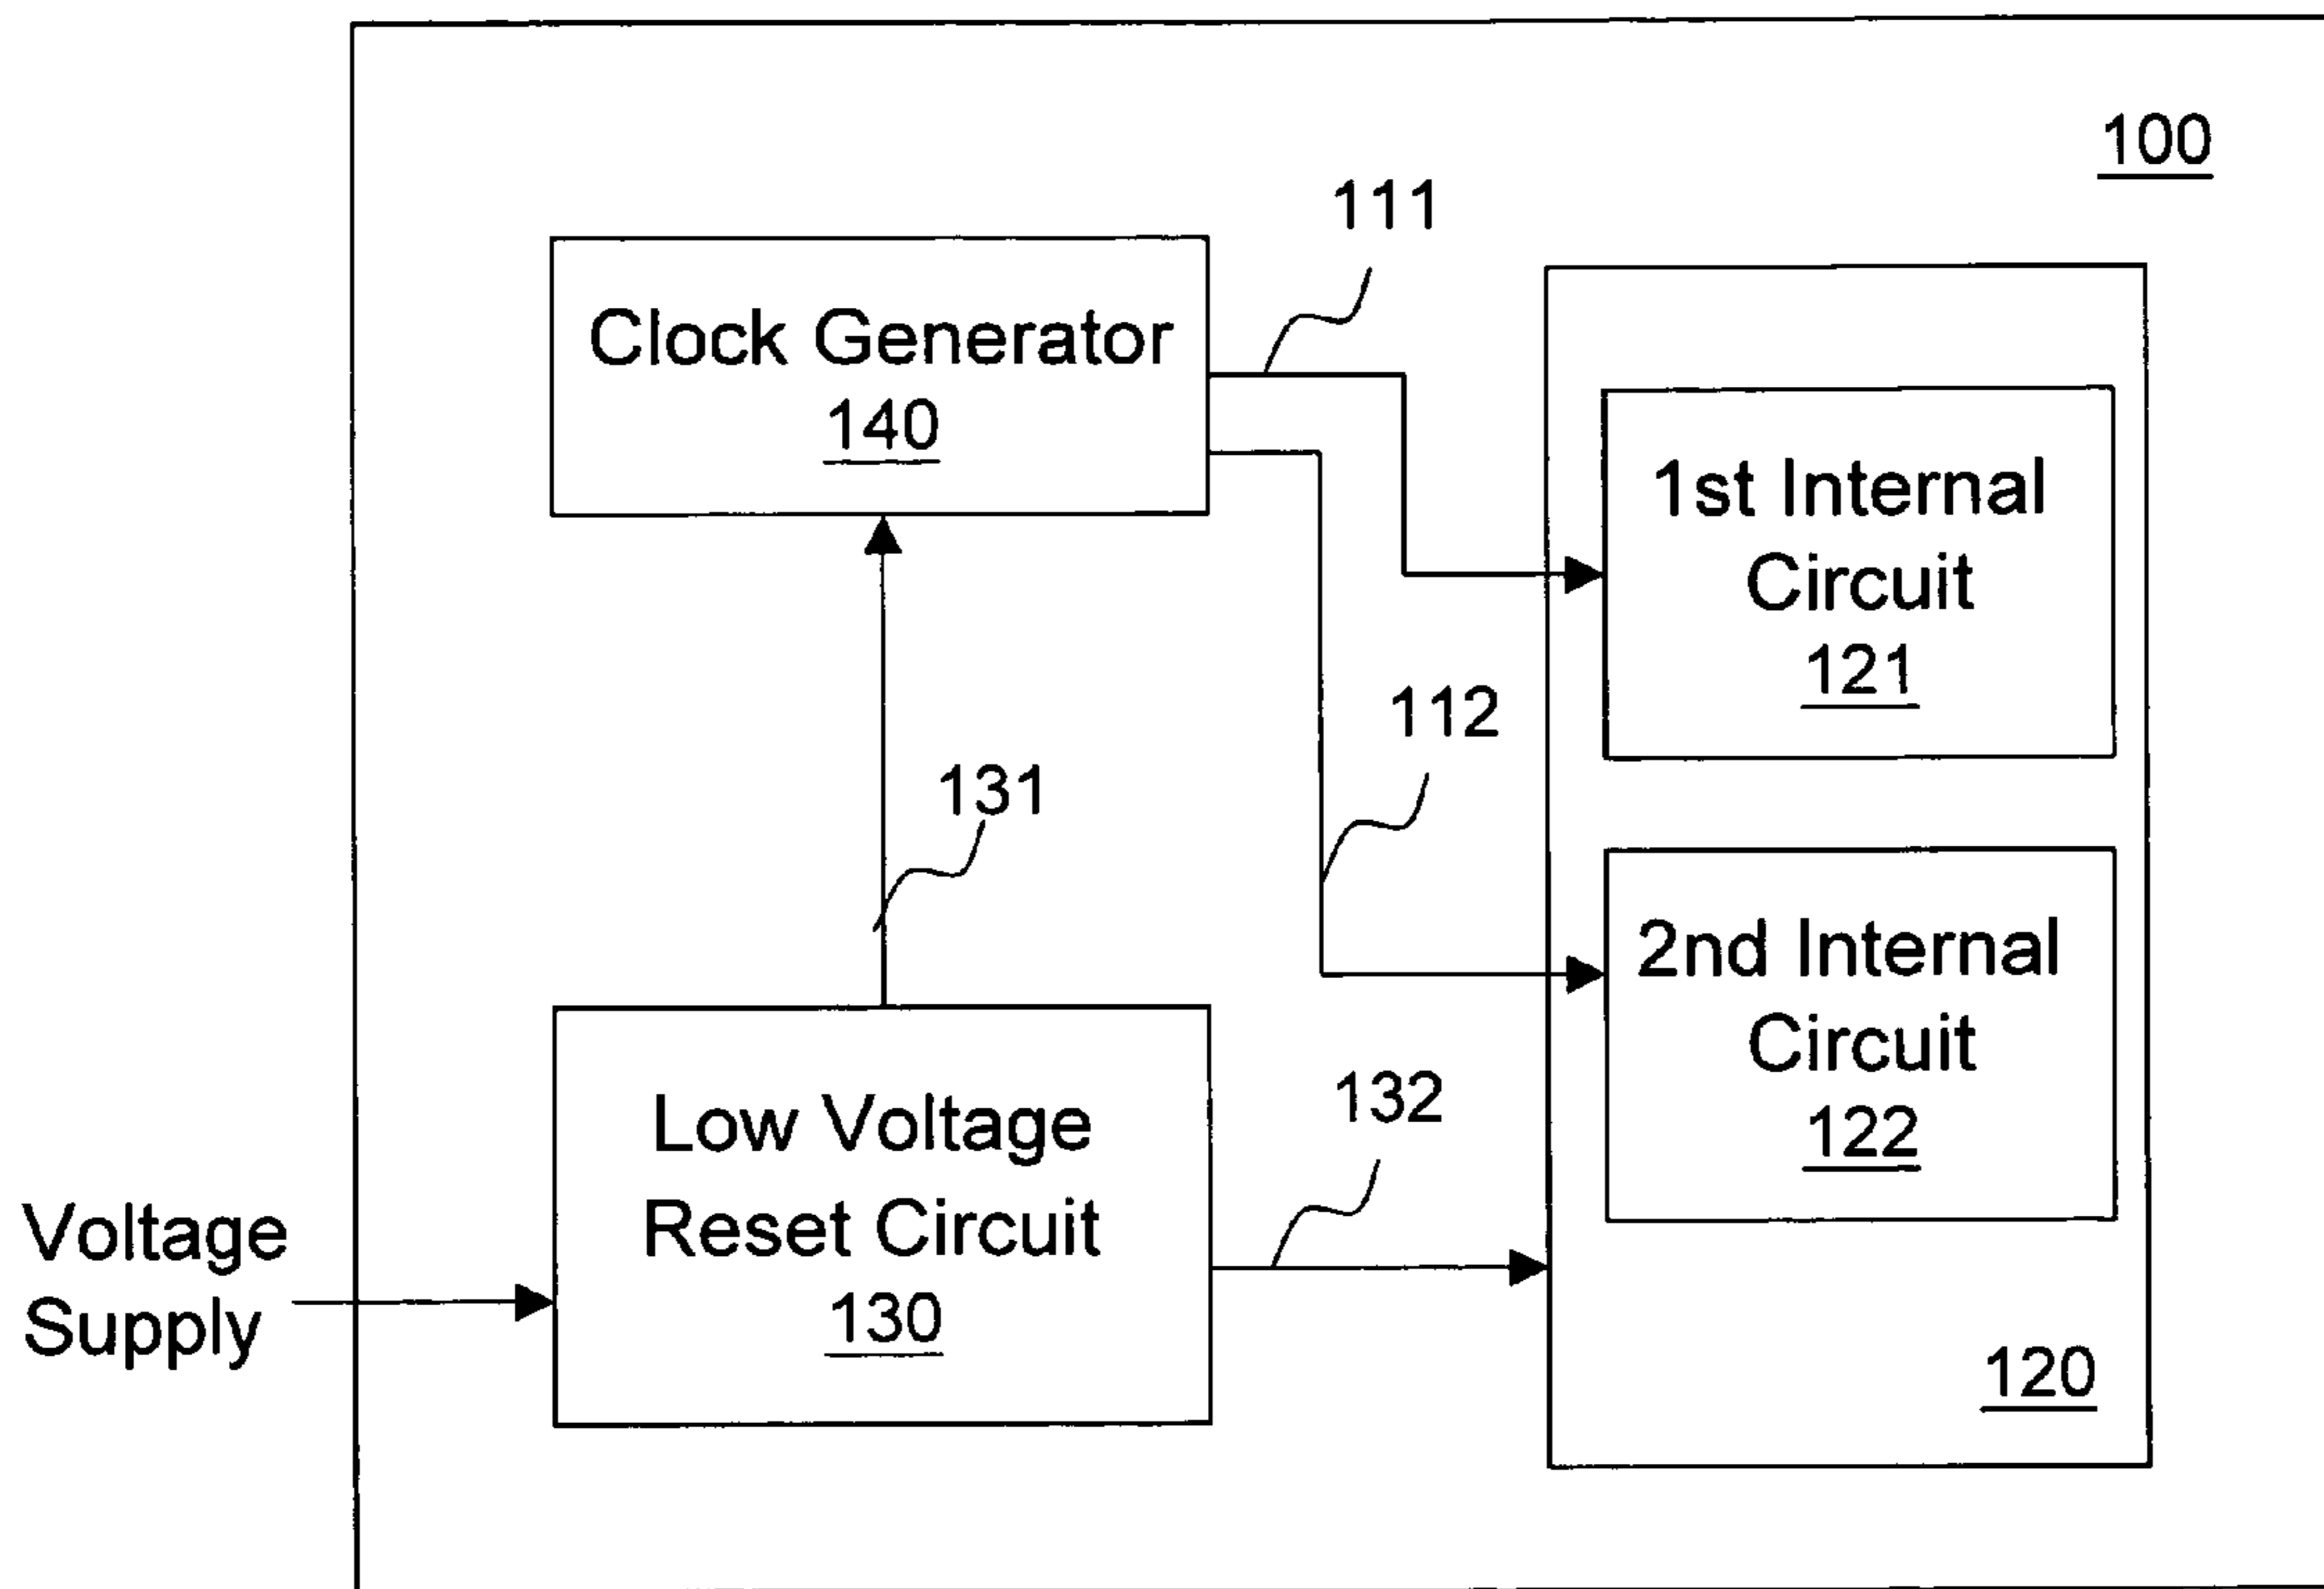 100
111
Clock Generator
140
1st Internal
Circuit
121
112
131
2nd Internal
Circuit
122
132
Low Voltage
Reset Circuit
130
Voltage
Supply
120